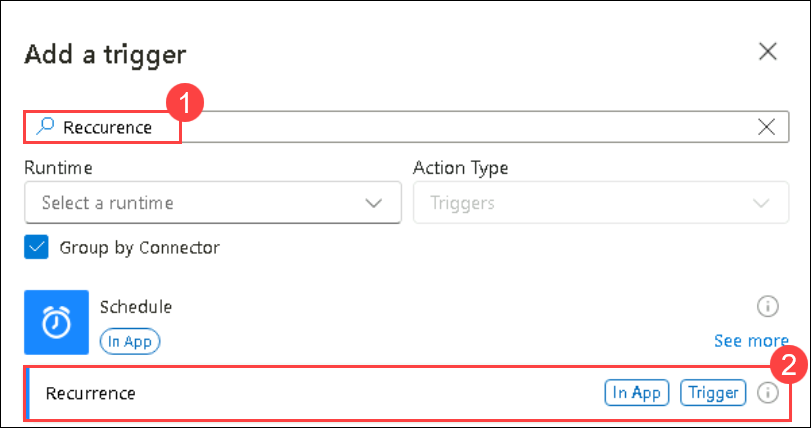 Add a trigger
1
Reccurence
Runtime
Action Type
Select a runtime
Triggers
Group by Connector
Schedule
In App
See more
2
Recurrence
In App
Trigger